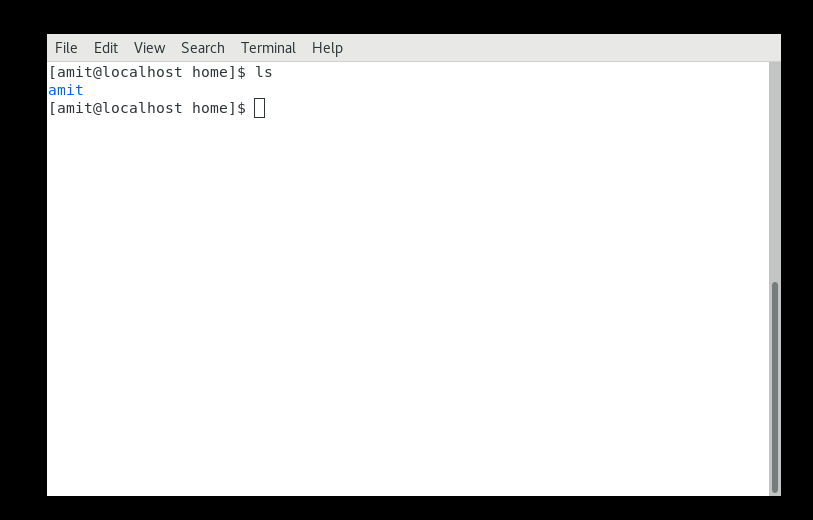 File Edit View Search Terminal Help
[amit@localhost home]$ ls
amit
[amit@localhost home]$